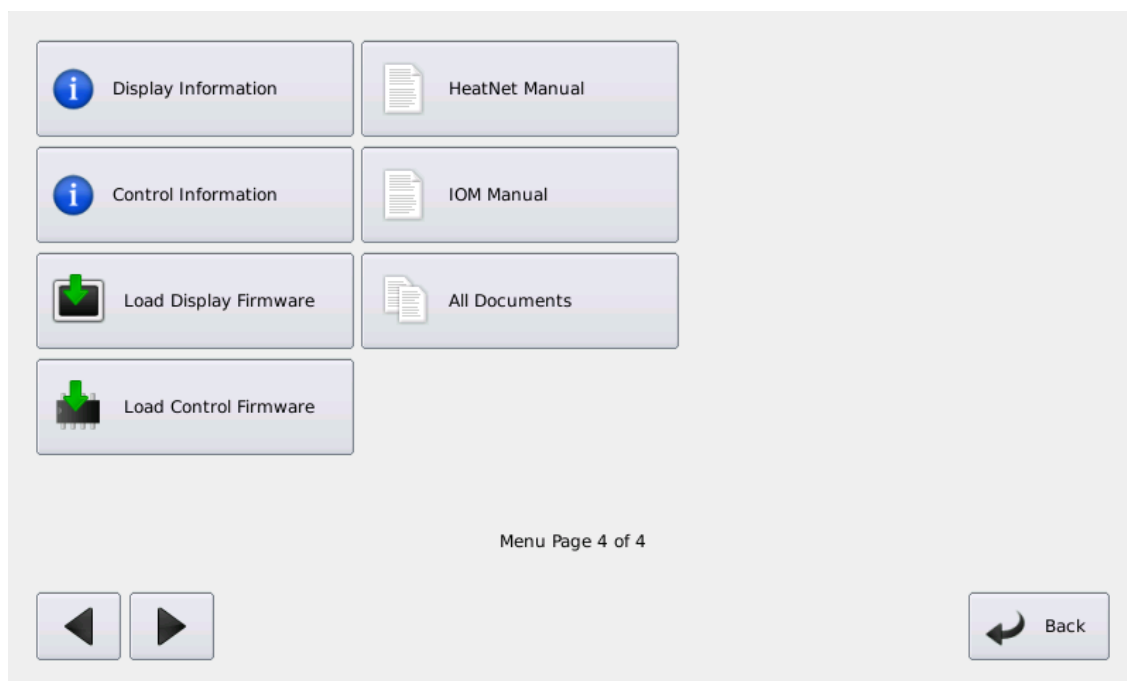 Display Information
HeatNet Manual
Control Information
IOM Manual
Load Display Firmware
All Documents
Load Control Firmware
Menu Page 4 of 4
Back